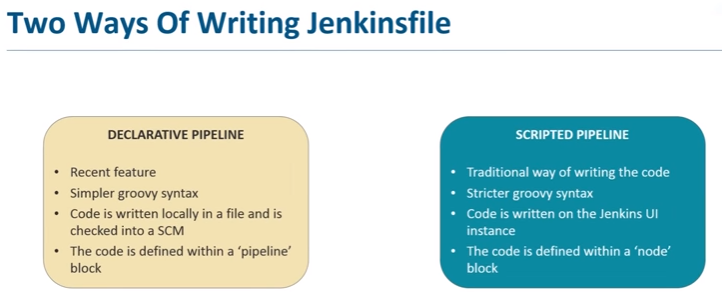 Two Ways Of Writing Jenkinsfile
DECLARATIVE PIPELINE
• Recent feature
• Simpler groovy syntax
• Code is written locally in a file and is
checked into a SCM
• The code is defined within a ‘pipeline’
block
SCRIPTED PIPELINE
• Traditional way of writing the code
• Stricter groovy syntax
• Code is written on the Jenkins UI
instance
• The code is defined within a ‘node’
block